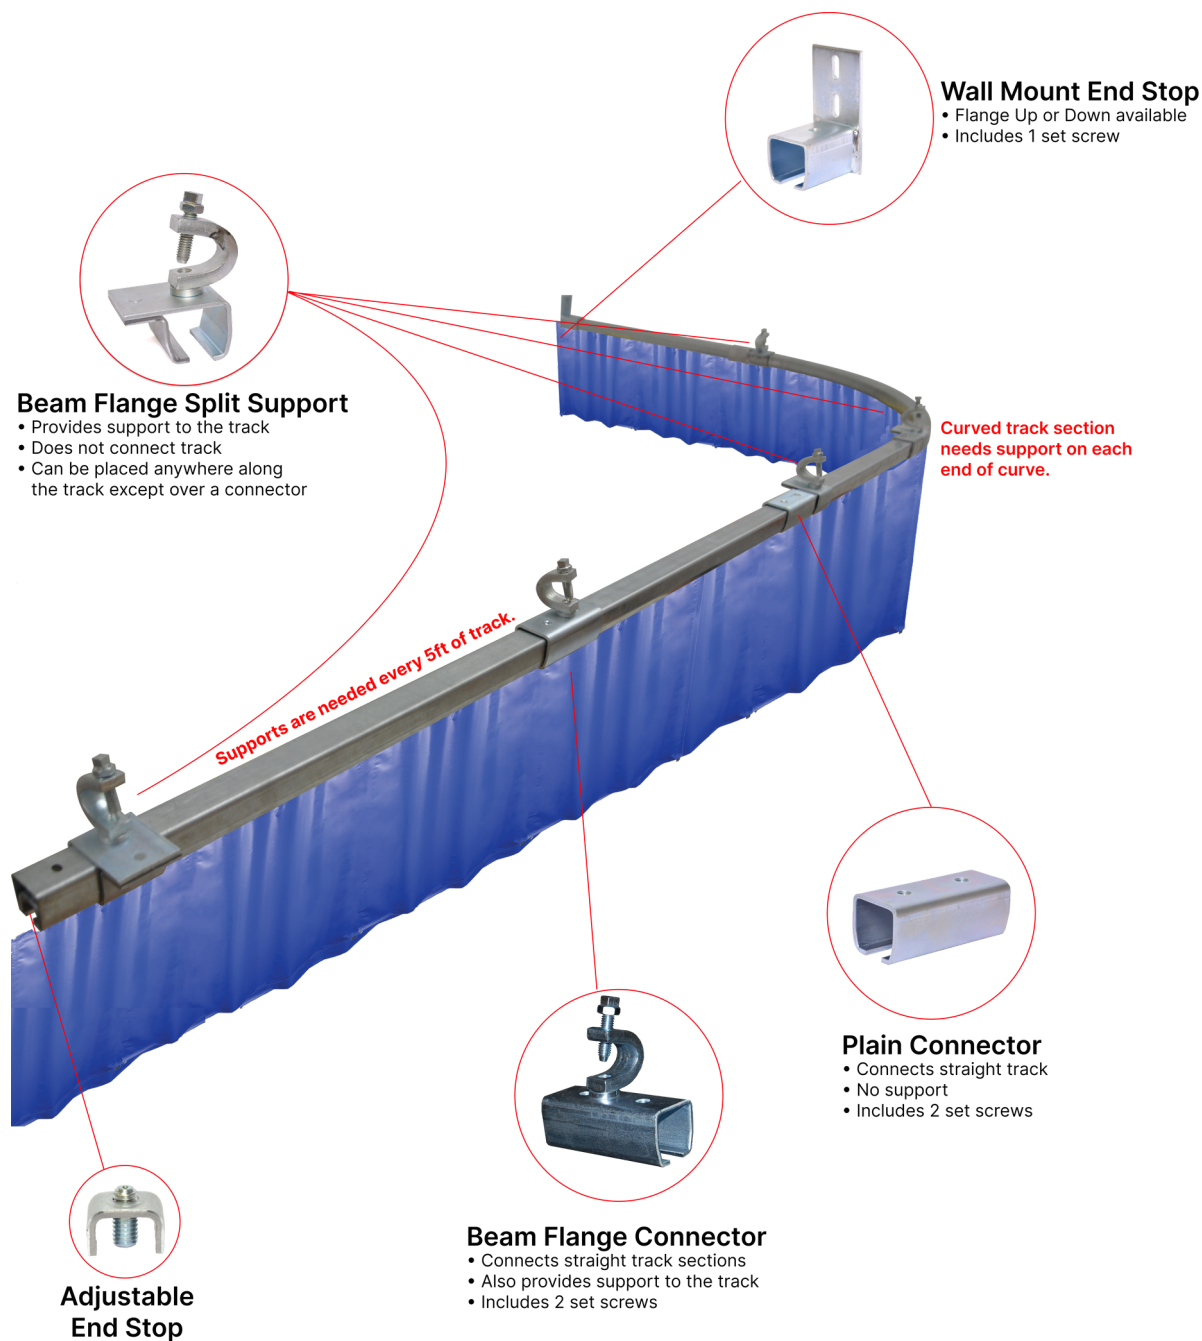 Wall Mount End Stop
• Flange Up or Down available
• Includes 1 set screw
Beam Flange Split Support
• Provides support to the track
• Does not connect track
• Can be placed anywhere along
the track except over a connector
Curved track section
needs support on each
end of curve.
Supports are needed every 5ft of track.
Plain Connector
• Connects straight track
• No support
• Includes 2 set screws
Beam Flange Connector
• Connects straight track sections
• Also provides support to the track
• Includes 2 set screws
Adjustable
End Stop